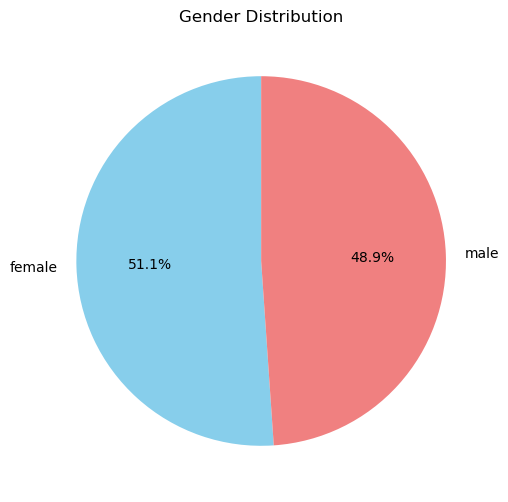 Gender Distribution
female
51.1%
48.9%
male